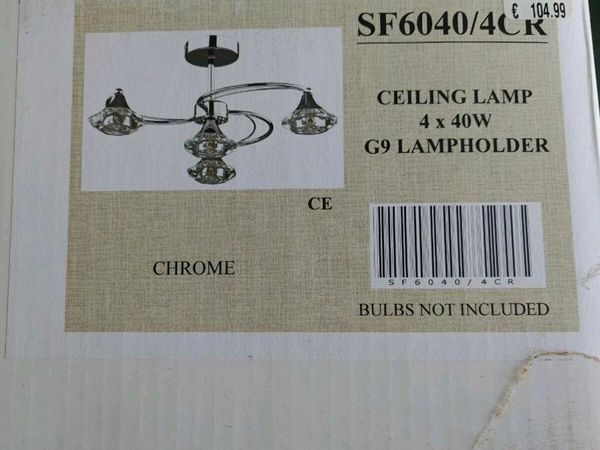 € 104.99
SF6040/4CR
CEILING LAMP
4 x 40W
G9 LAMPHOLDER
CE
CHROME
SF6040/4CR
BULBS NOT INCLUDED